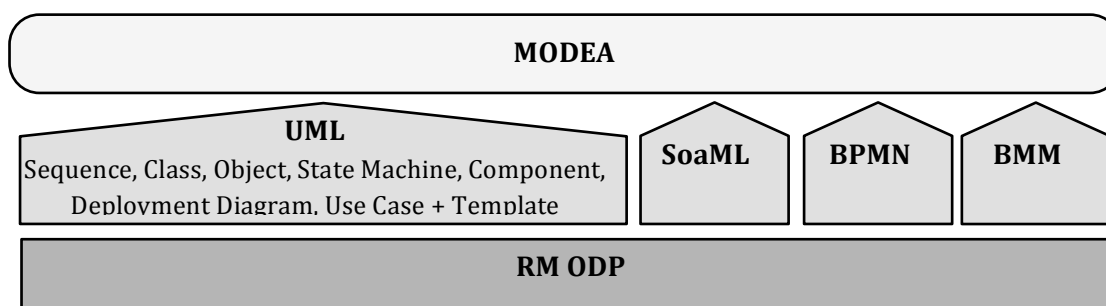 MODEA
UML
Sequence, Class, Object, State Machine, Component,
Deployment Diagram, Use Case + Template
SoaML
BPMN
BMM
RM ODP